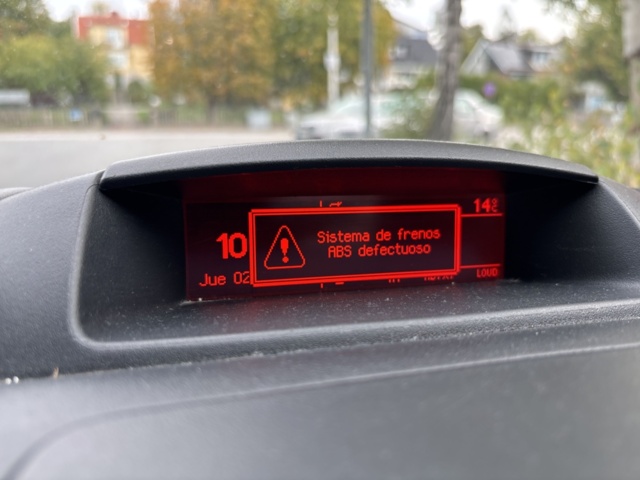 14°C
10
Sistema de frenos
ABS defectuoso
Jue 02
LOUD